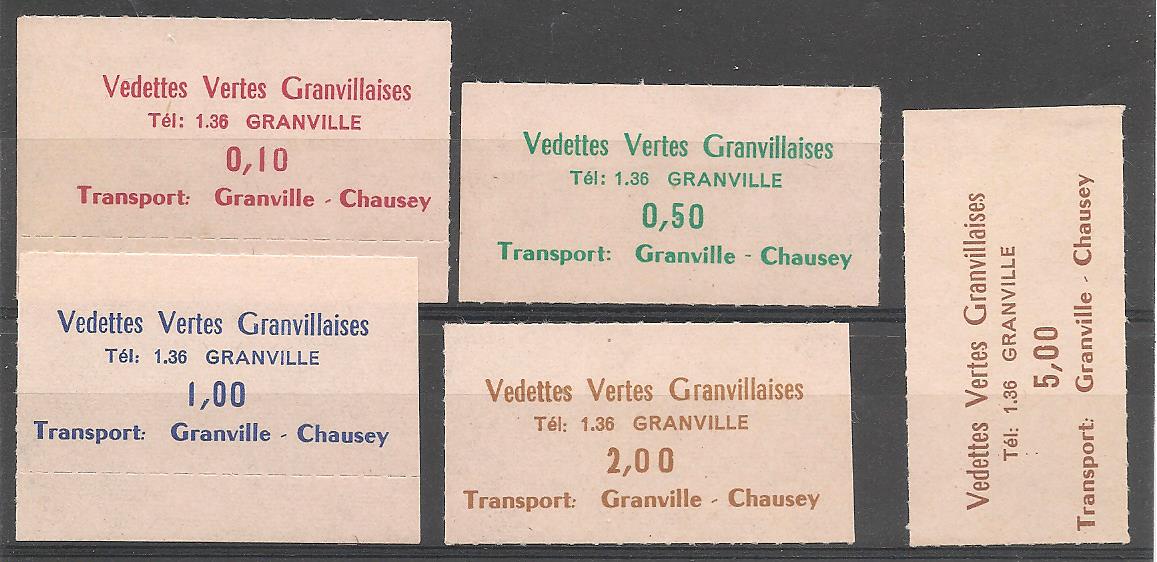 Vedettes Vertes Granvillaises
Tél: 1.36 GRANVILLE
0,10
Transport: Granville - Chausey
Vedettes Vertes Granvillaises
Tél: 1.36 GRANVILLE
0,50
Transport: Granville - Chausey
Vedettes Vertes Granvillaises
Tél: 1.36 GRANVILLE
1,00
Transport: Granville - Chausey
Vedettes Vertes Granvillaises
Tél: 1.36 GRANVILLE
2,00
Transport: Granville - Chausey
Vedettes Vertes Granvillaises
Tél: 1.36 GRANVILLE
5,00
Transport: Granville - Chausey